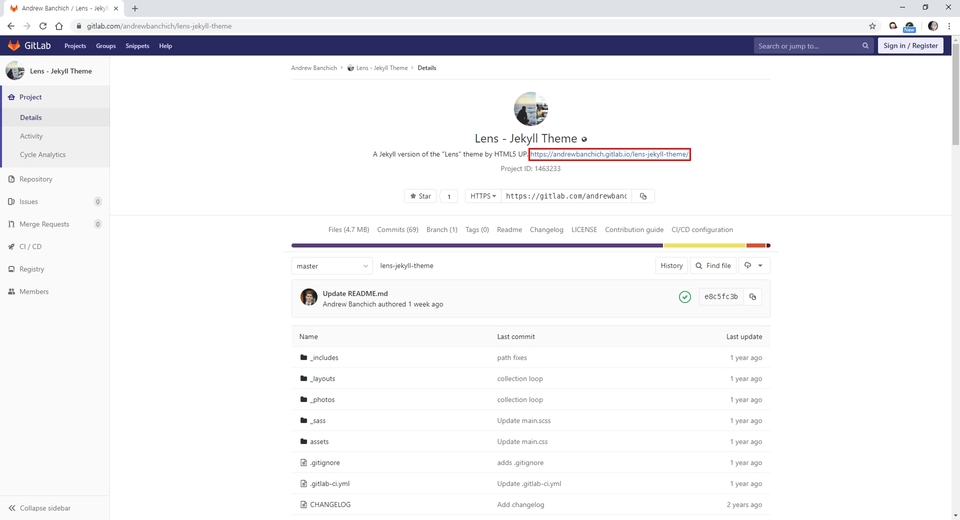 Andrew Banchich / Lens - Jekyll
gitlab.com/andrewbanchich/lens-jekyll-theme
New
GitLab
Projects
Groups
Snippets
Help
Search or jump to...
Sign in / Register
Lens - Jekyll Theme
Project
Details
Activity
Cycle Analytics
Repository
Issues 0
Merge Requests 0
CI / CD
Registry
Members
Collapse sidebar
Andrew Banchich › Lens - Jekyll Theme › Details
Lens - Jekyll Theme
A Jekyll version of the "Lens" theme by HTML5 UP. https://andrewbanchich.gitlab.io/lens-jekyll-theme/
Project ID: 1463233
Star 1 HTTPS https://gitlab.com/andrewbanc
Files (4.7 MB) Commits (69) Branch (1) Tags (0) Readme Changelog LICENSE Contribution guide CI/CD configuration
master lens-jekyll-theme History Find file
Update README.md
Andrew Banchich authored 1 week ago
e8c5fc3b
Name Last commit Last update
_includes path fixes 1 year ago
_layouts collection loop 1 year ago
_photos collection loop 1 year ago
_sass Update main.scss 1 year ago
assets Update main.css 1 year ago
.gitignore adds .gitignore 1 year ago
.gitlab-ci.yml Update .gitlab-ci.yml 1 year ago
CHANGELOG Add changelog 2 years ago